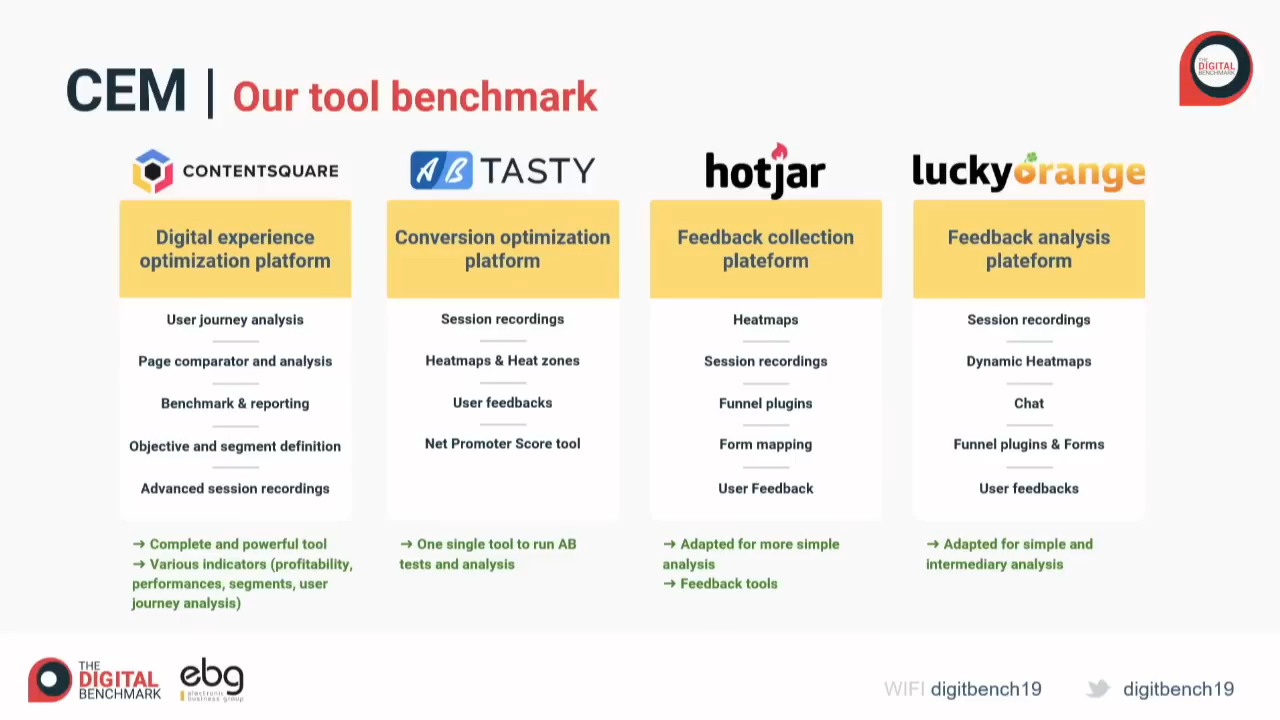 CEM | Our tool benchmark
THE
DIGITAL
BENCHMARK
CONTENTSQUARE
Digital experience
optimization platform
User journey analysis
Page comparator and analysis
Benchmark & reporting
Objective and segment definition
Advanced session recordings
→ Complete and powerful tool
→ Various indicators (profitability,
performances, segments, user
journey analysis)
AB TASTY
Conversion optimization
platform
Session recordings
Heatmaps & Heat zones
User feedbacks
Net Promoter Score tool
→ One single tool to run AB
tests and analysis
hotjar
Feedback collection
plateform
Heatmaps
Session recordings
Funnel plugins
Form mapping
User Feedback
→ Adapted for more simple
analysis
→ Feedback tools
luckyorange
Feedback analysis
plateform
Session recordings
Dynamic Heatmaps
Chat
Funnel plugins & Forms
User feedbacks
→ Adapted for simple and
intermediary analysis
THE
DIGITAL
BENCHMARK
ebg
electronic
business group
WIFI digitbench19
digitbench19